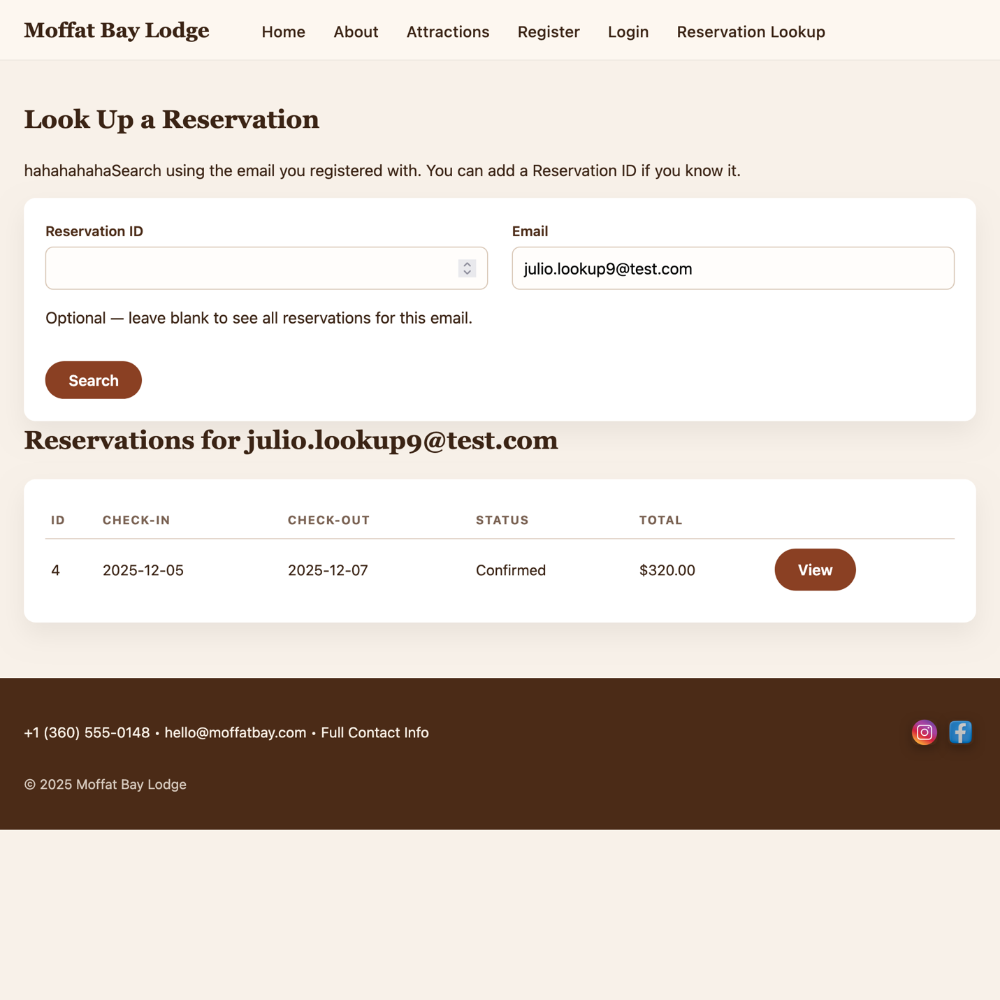 Moffat Bay Lodge Home About Attractions Register Login Reservation Lookup
Look Up a Reservation
hahahahahaSearch using the email you registered with. You can add a Reservation ID if you know it.
Reservation ID Email
julio.lookup9@test.com
Optional — leave blank to see all reservations for this email.
Search
Reservations for julio.lookup9@test.com
ID CHECK-IN CHECK-OUT STATUS TOTAL
4 2025-12-05 2025-12-07 Confirmed $320.00 View
+1 (360) 555-0148 • hello@moffatbay.com • Full Contact Info
© 2025 Moffat Bay Lodge